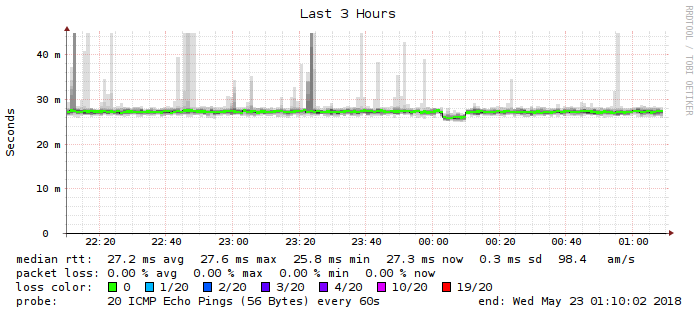 Last 3 Hours
RRDTOOL / TOBI OETIKER
Seconds
40 m
30 m
20 m
10 m
0
22:20 22:40 23:00 23:20 23:40 00:00 00:20 00:40 01:00
median rtt: 27.2 ms avg 27.6 ms max 25.8 ms min 27.3 ms now 0.3 ms sd 98.4 am/s
packet loss: 0.00 % avg 0.00 % max 0.00 % min 0.00 % now
loss color: 0 1/20 2/20 3/20 4/20 10/20 19/20
probe: 20 ICMP Echo Pings (56 Bytes) every 60s end: Wed May 23 01:10:02 2018